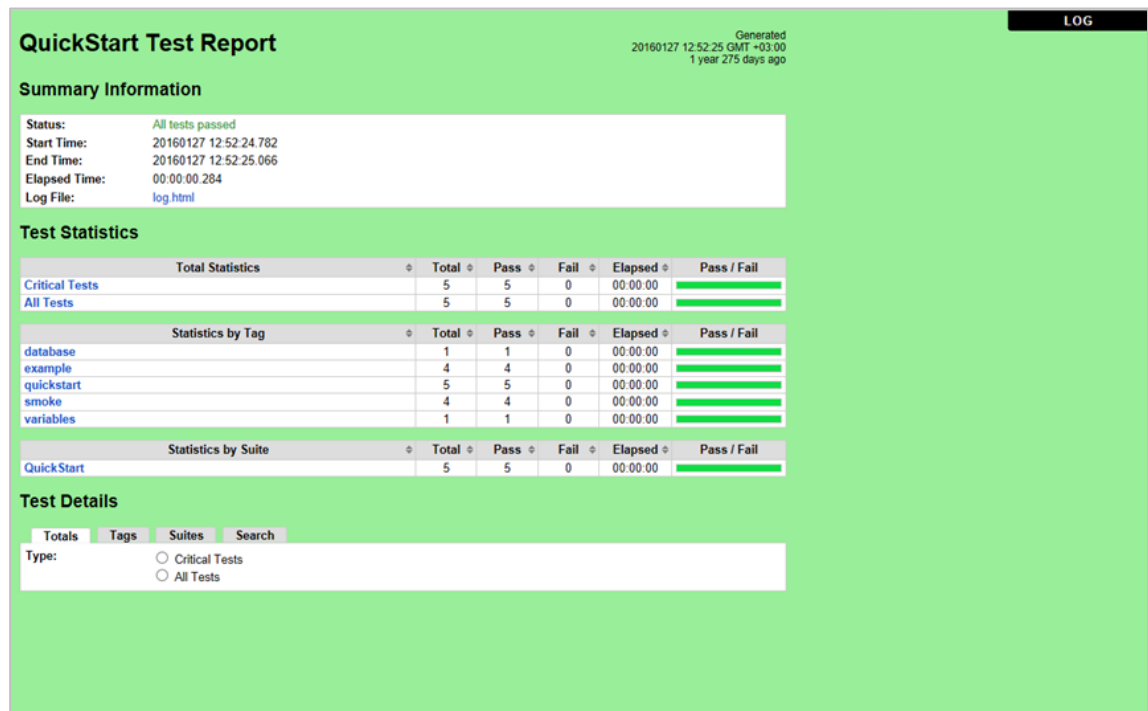 LOG
QuickStart Test Report
Generated
20160127 12:52:25 GMT +03:00
1 year 275 days ago
Summary Information
Status: All tests passed
Start Time: 20160127 12:52:24.782
End Time: 20160127 12:52:25.066
Elapsed Time: 00:00:00.284
Log File: log.html
Test Statistics
Total Statistics Total Pass Fail Elapsed Pass / Fail
Critical Tests 5 5 0 00:00:00
All Tests 5 5 0 00:00:00
Statistics by Tag Total Pass Fail Elapsed Pass / Fail
database 1 1 0 00:00:00
example 4 4 0 00:00:00
quickstart 5 5 0 00:00:00
smoke 4 4 0 00:00:00
variables 1 1 0 00:00:00
Statistics by Suite Total Pass Fail Elapsed Pass / Fail
QuickStart 5 5 0 00:00:00
Test Details
Totals Tags Suites Search
Type: Critical Tests
All Tests